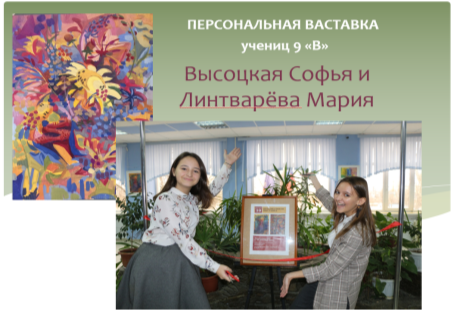 ПЕРСОНАЛЬНАЯ ВАСТАВКА
учениц 9 «В»
Высоцкая Софья и
Линтварёва Мария